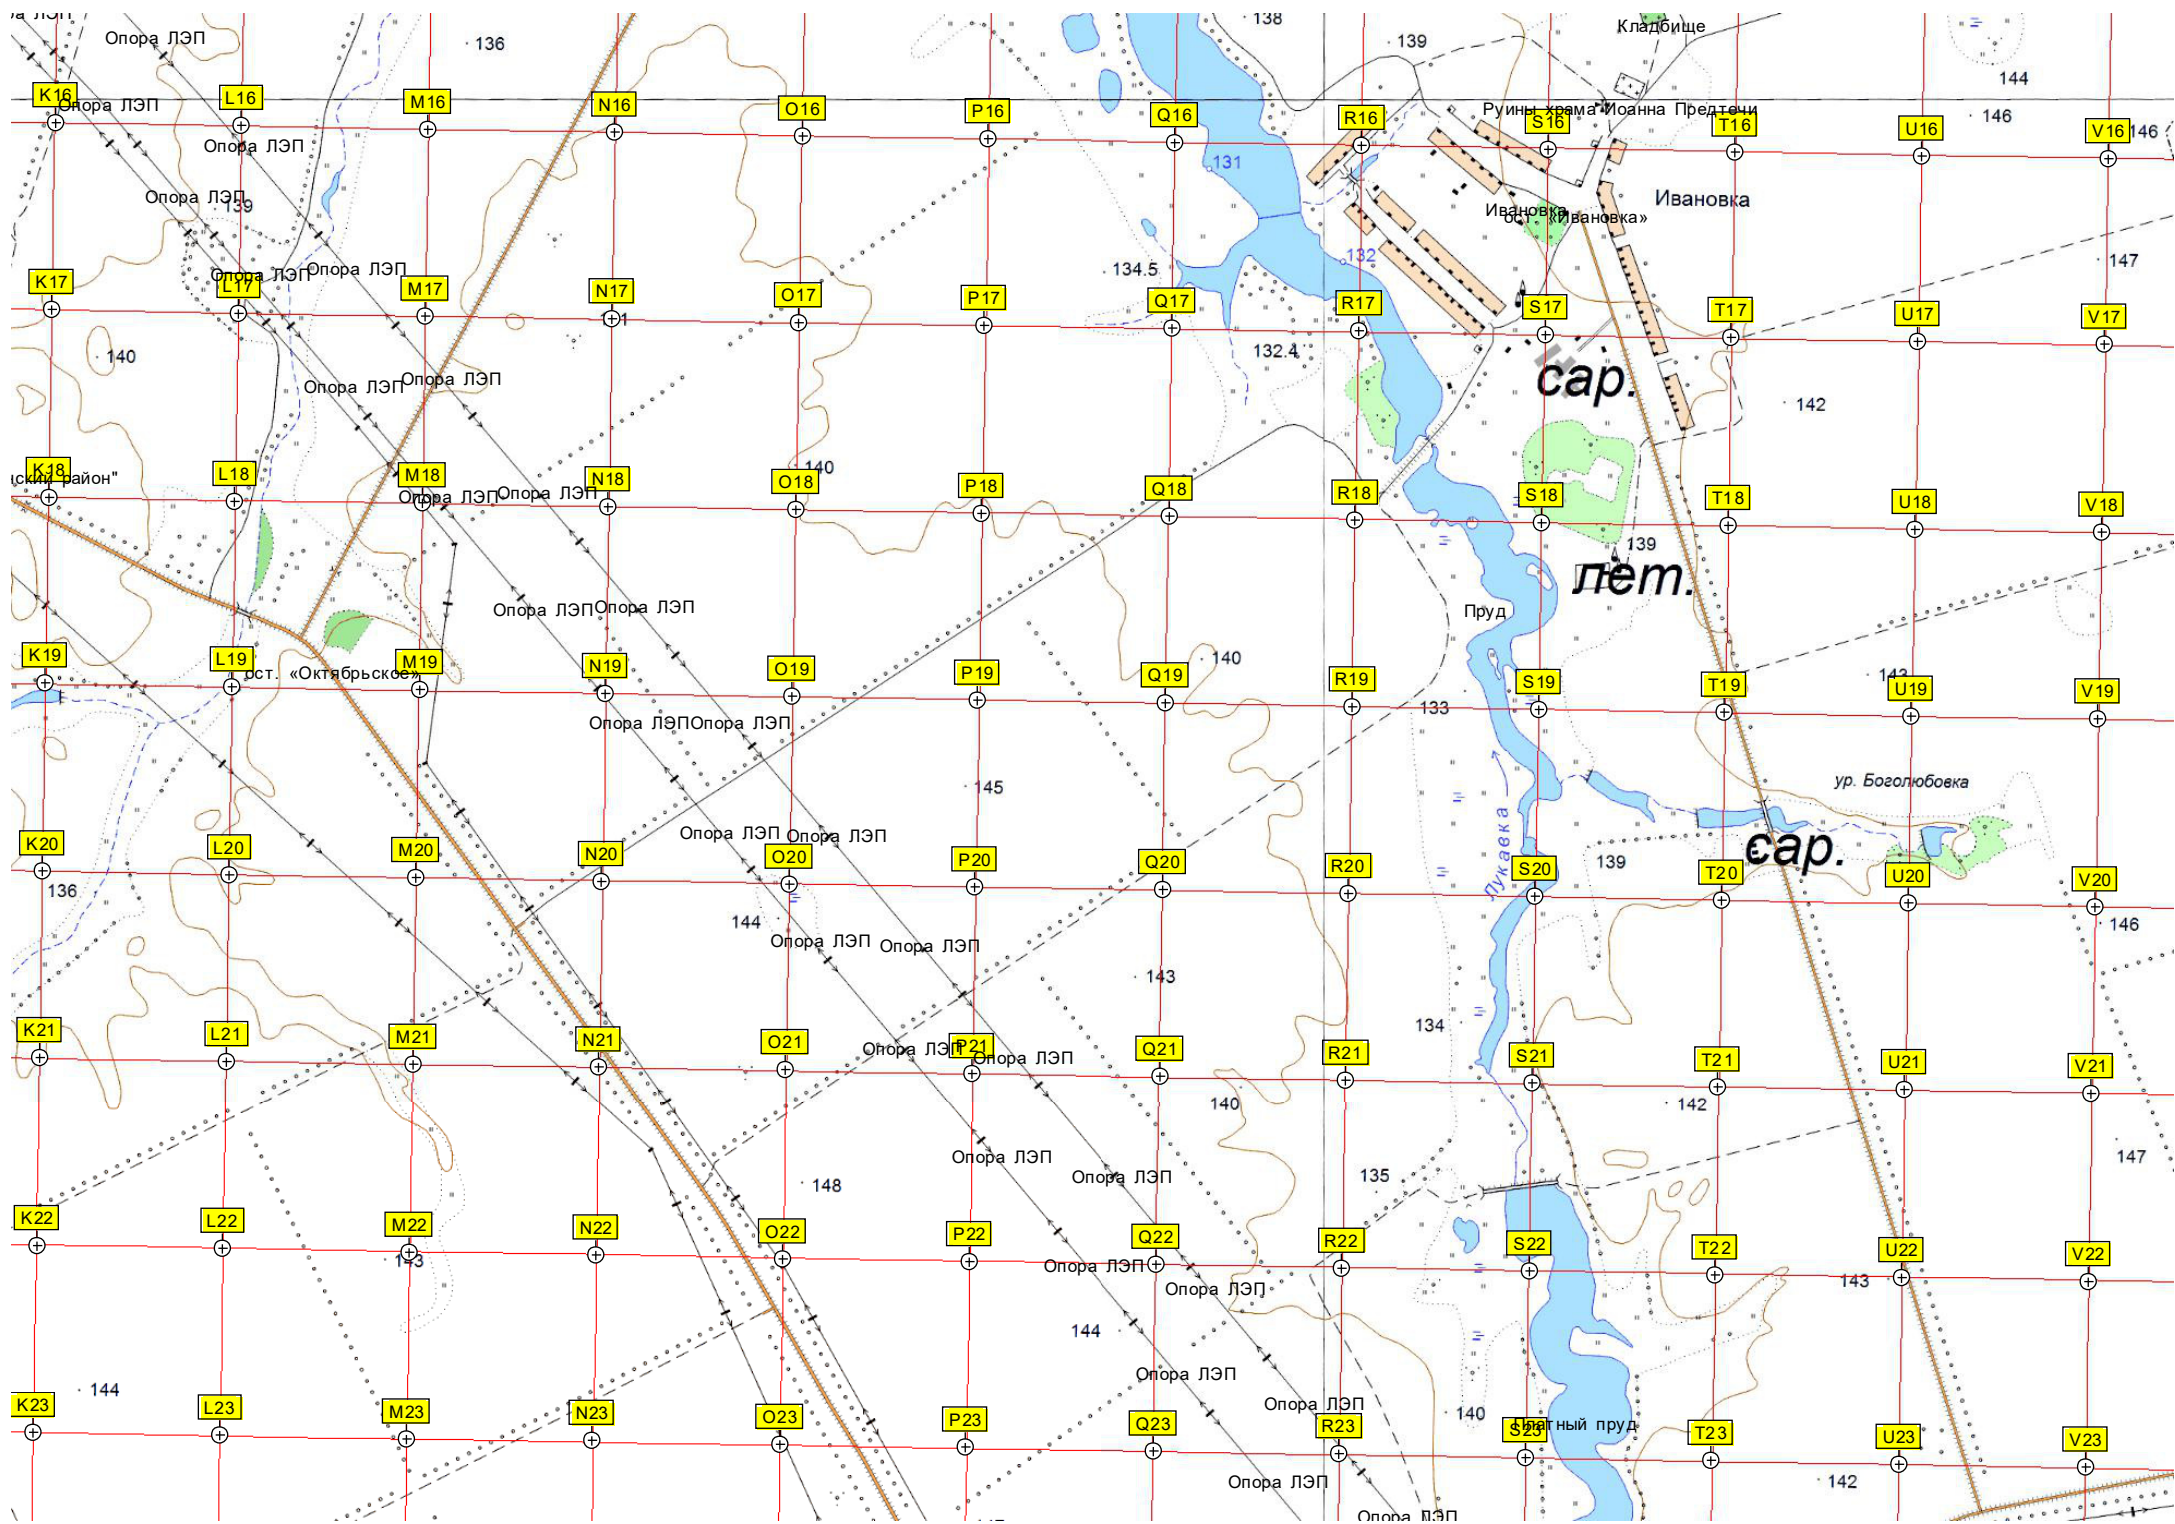 Опора ЛЭП
136
138
139
Кладбище
144
K16
Опора ЛЭП
L16
M16
N16
O16
P16
Q16
R16
Руины храма Иоанна Предтечи
S16
T16
146
U16
V16
146
Опора ЛЭП
131
Опора ЛЭП
139
Ивановка
Ивановка
ост. «Ивановка»
132
134.5
147
K17
Опора ЛЭП
Опора ЛЭП
L17
M17
N17
O17
P17
Q17
R17
S17
T17
U17
V17
140
132.4
Опора ЛЭП
Опора ЛЭП
сар.
142
K18
нский район"
L18
M18
N18
140
O18
P18
Q18
R18
S18
T18
U18
V18
Опора ЛЭП
Опора ЛЭП
139
лет.
Опора ЛЭП
Опора ЛЭП
Пруд
K19
L19
ост. «Октябрьское»
M19
N19
O19
P19
Q19
140
R19
S19
T19
U19
V19
133
Опора ЛЭП
Опора ЛЭП
145
ур. Боголюбовка
Лукавка
Опора ЛЭП
Опора ЛЭП
K20
L20
M20
N20
O20
P20
Q20
R20
S20
139
T20
сар.
U20
V20
136
144
146
Опора ЛЭП
Опора ЛЭП
143
134
K21
L21
M21
N21
O21
Опора ЛЭП
P21
Опора ЛЭП
Q21
R21
S21
T21
U21
V21
140
142
Опора ЛЭП
148
Опора ЛЭП
135
147
K22
L22
M22
N22
O22
P22
Q22
R22
S22
T22
U22
V22
143
Опора ЛЭП
Опора ЛЭП
143
144
144
Опора ЛЭП
Опора ЛЭП
K23
L23
M23
N23
O23
P23
Q23
R23
140
S23
Платный пруд
T23
U23
V23
Опора ЛЭП
142
Опора ЛЭП